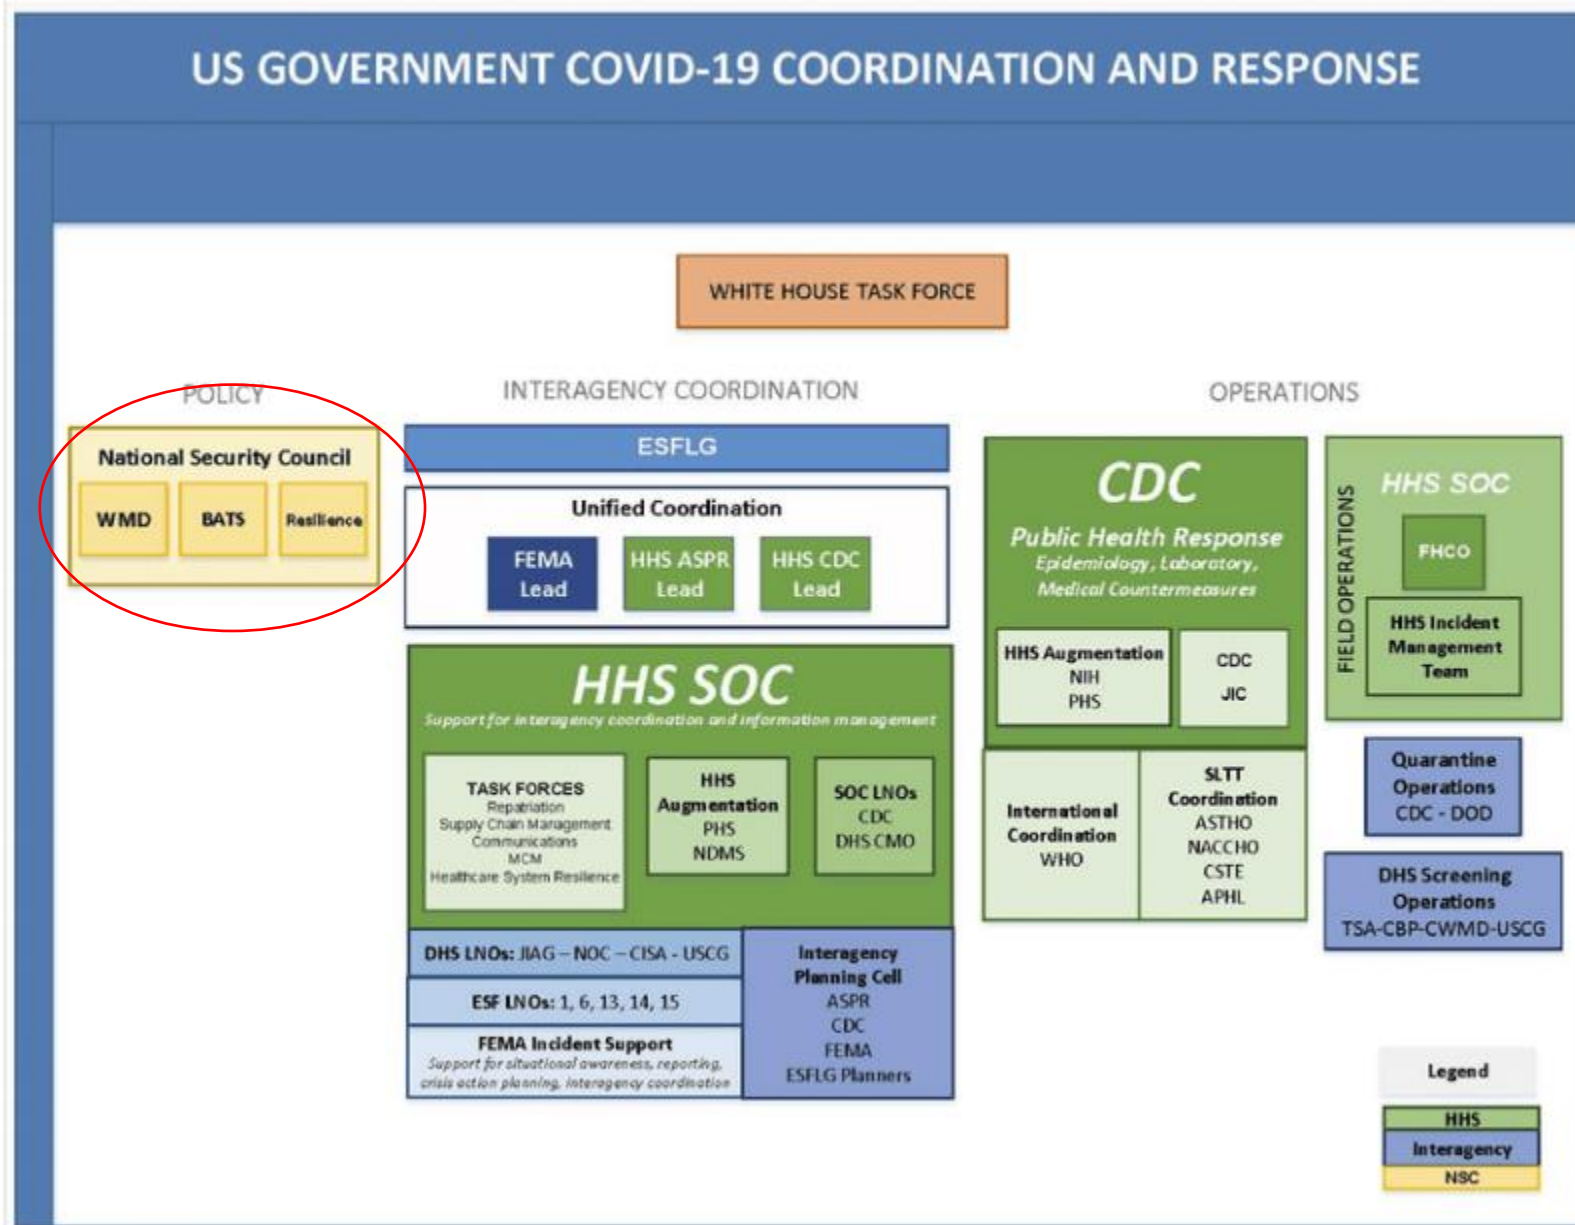 US GOVERNMENT COVID-19 COORDINATION AND RESPONSE
WHITE HOUSE TASK FORCE
POLICY
National Security Council
WMD
BATS
Resilience
INTERAGENCY COORDINATION
ESFLG
Unified Coordination
FEMA
Lead
HHS ASPR
Lead
HHS CDC
Lead
HHS SOC
Support for interagency coordination and information management
TASK FORCES
Repatriation
Supply Chain Management
Communications
MCM
Healthcare System Resilience
HHS
Augmentation
PHS
NDMS
SOC LNOs
CDC
DHS CMO
DHS LNOs: JIAG – NOC – CISA - USCG
ESF LNOs: 1, 6, 13, 14, 15
FEMA Incident Support
Support for situational awareness, reporting,
crisis action planning, interagency coordination
Interagency
Planning Cell
ASPR
CDC
FEMA
ESFLG Planners
OPERATIONS
CDC
Public Health Response
Epidemiology, Laboratory,
Medical Countermeasures
HHS Augmentation
NIH
PHS
CDC
JIC
International
Coordination
WHO
SLTT
Coordination
ASTHO
NACCHO
CSTE
APHL
FIELD OPERATIONS
HHS SOC
FHCO
HHS Incident
Management
Team
Quarantine
Operations
CDC - DOD
DHS Screening
Operations
TSA-CBP-CWMD-USCG
Legend
HHS
Interagency
NSC